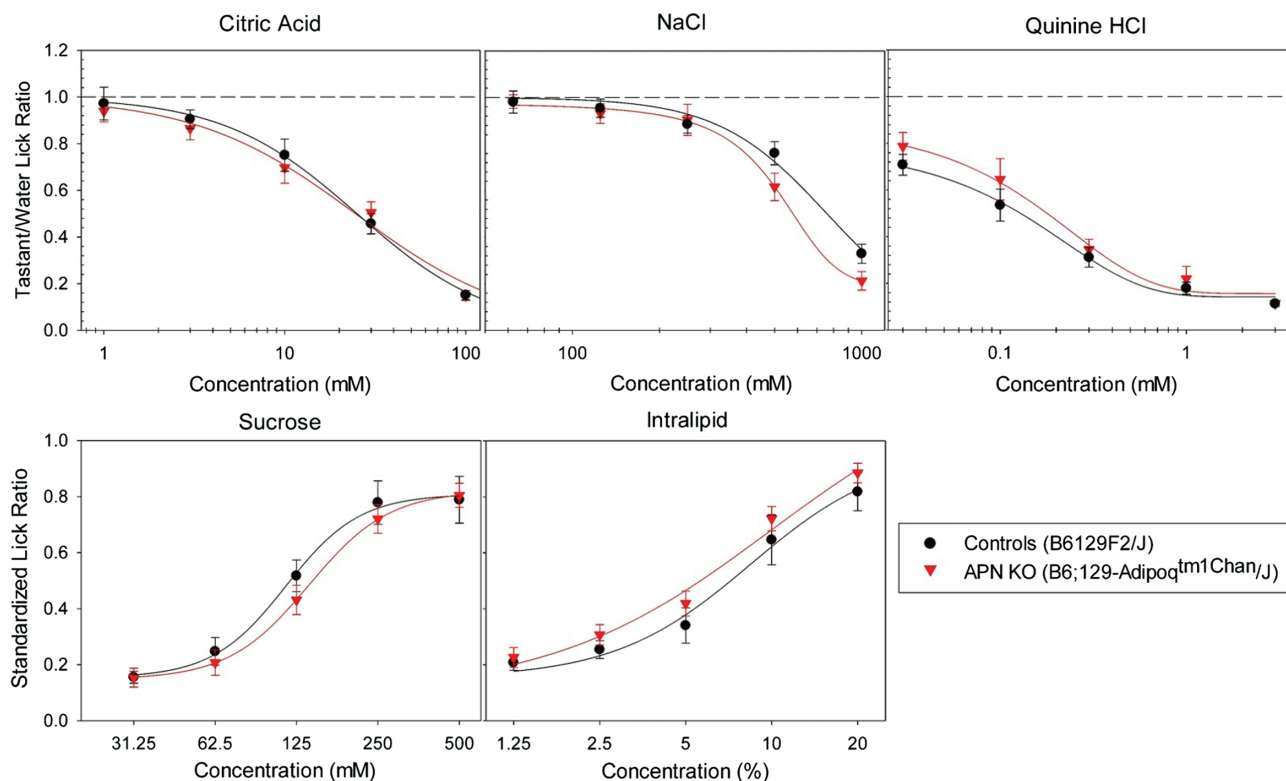 Citric Acid NaCl Quinine HCl
Tastant/Water Lick Ratio
1.2
1.0
0.8
0.6
0.4
0.2
0.0
1 10 100 100 1000 0.1 1
Concentration (mM) Concentration (mM) Concentration (mM)
Sucrose Intralipid
Standardized Lick Ratio
1.0
0.8
0.6
0.4
0.2
0.0
31.25 62.5 125 250 500 1.25 2.5 5 10 20
Concentration (mM) Concentration (%)
Controls (B6129F2/J)
APN KO (B6;129-Adipoqtm1Chan/J)